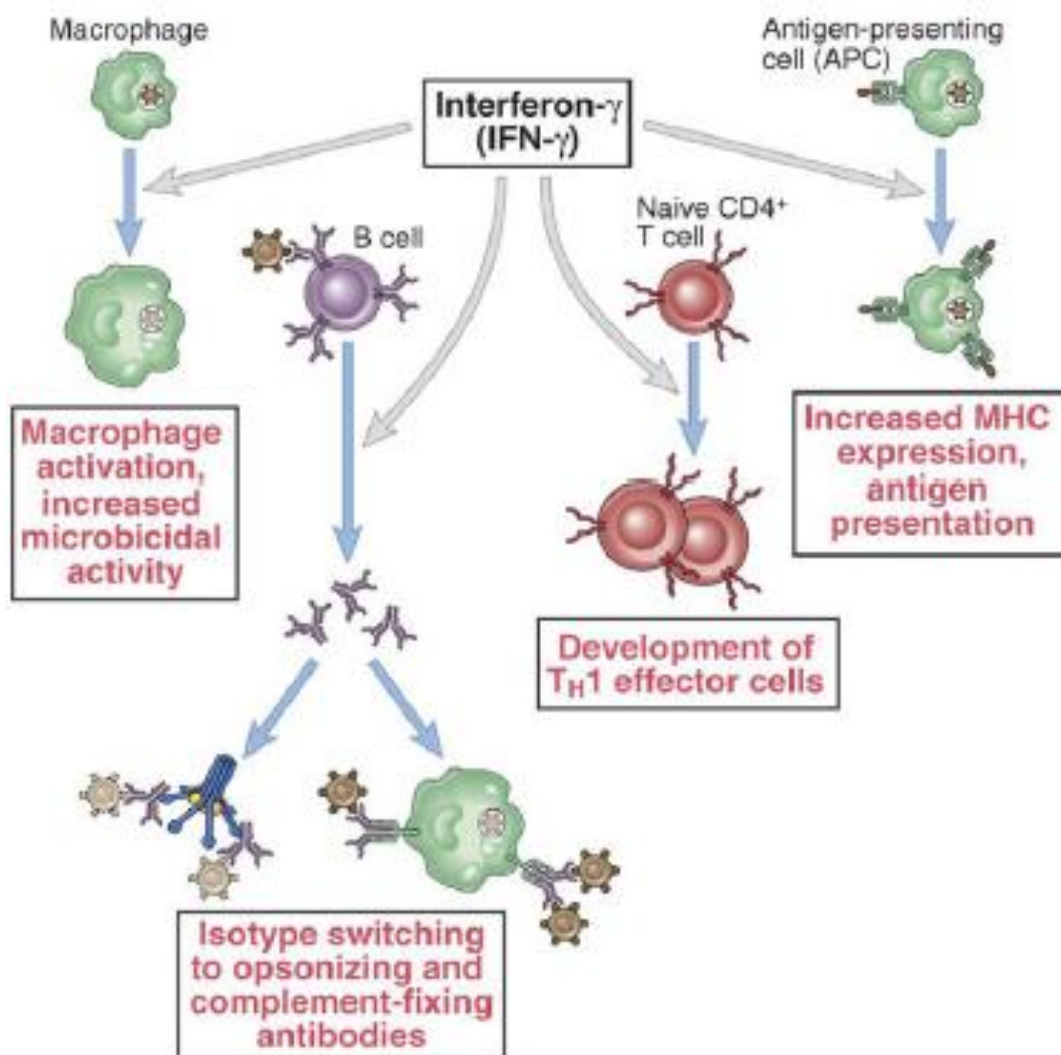 Macrophage
Antigen-presenting
cell (APC)
Interferon-γ
(IFN-γ)
B cell
Naive CD4⁺
T cell
Macrophage
activation,
increased
microbicidal
activity
Increased MHC
expression,
antigen
presentation
Development of
T_H1 effector cells
Isotype switching
to opsonizing and
complement-fixing
antibodies